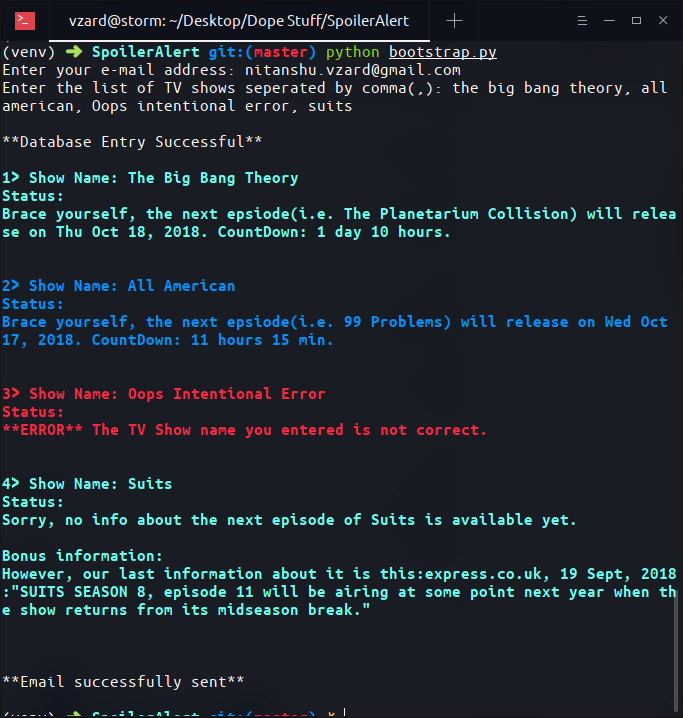 vzard@storm: ~/Desktop/Dope Stuff/SpoilerAlert
(venv) ➜ SpoilerAlert git:(master) python bootstrap.py
Enter your e-mail address: nitanshu.vzard@gmail.com
Enter the list of TV shows seperated by comma(,): the big bang theory, all
american, Oops intentional error, suits
**Database Entry Successful**
1> Show Name: The Big Bang Theory
Status:
Brace yourself, the next epsiode(i.e. The Planetarium Collision) will relea
se on Thu Oct 18, 2018. CountDown: 1 day 10 hours.
2> Show Name: All American
Status:
Brace yourself, the next epsiode(i.e. 99 Problems) will release on Wed Oct
17, 2018. CountDown: 11 hours 15 min.
3> Show Name: Oops Intentional Error
Status:
**ERROR** The TV Show name you entered is not correct.
4> Show Name: Suits
Status:
Sorry, no info about the next episode of Suits is available yet.
Bonus information:
However, our last information about it is this:express.co.uk, 19 Sept, 2018
:"SUITS SEASON 8, episode 11 will be airing at some point next year when th
e show returns from its midseason break."
**Email successfully sent**
(venv) ➜ SpoilerAlert git:(master) ✗